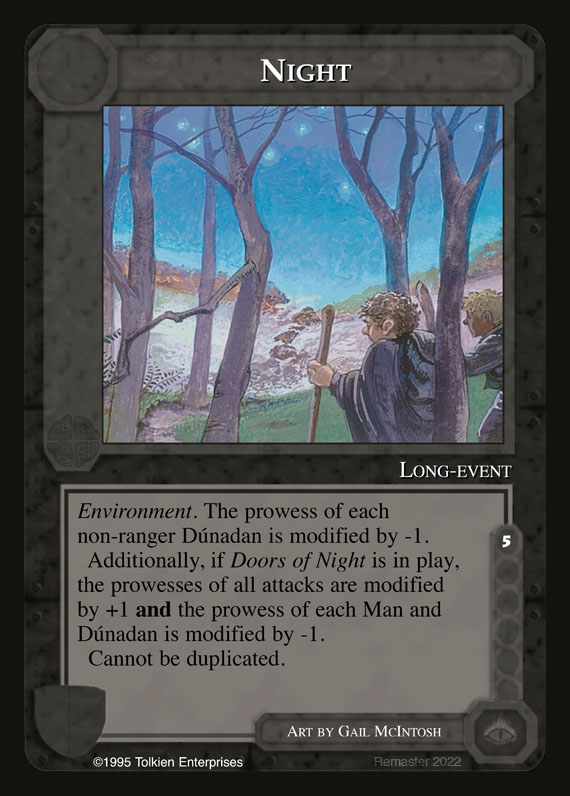 Night
Long-event
Environment. The prowess of each
non-ranger Dúnadan is modified by -1.
Additionally, if Doors of Night is in play,
the prowesses of all attacks are modified
by +1 and the prowess of each Man and
Dúnadan is modified by -1.
Cannot be duplicated.
5
Art by Gail McIntosh
©1995 Tolkien Enterprises
Remaster 2022